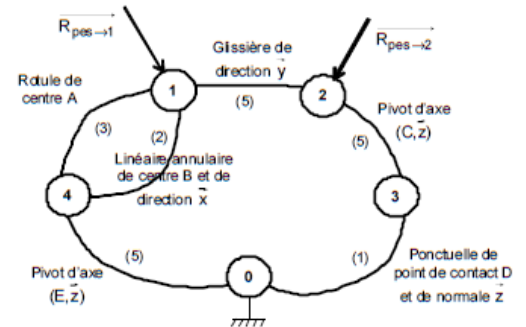 R pes→1
Glissière de
direction y
R pes→2
Rotule de
centre A
1
(5)
2
Pivot d'axe
(C,z)
(3)
(2)
(5)
Linéaire annulaire
de centre B et de
direction x
4
3
Pivot d'axe
(E,z)
(5)
0
(1)
Ponctuelle de
point de contact D
et de normale z